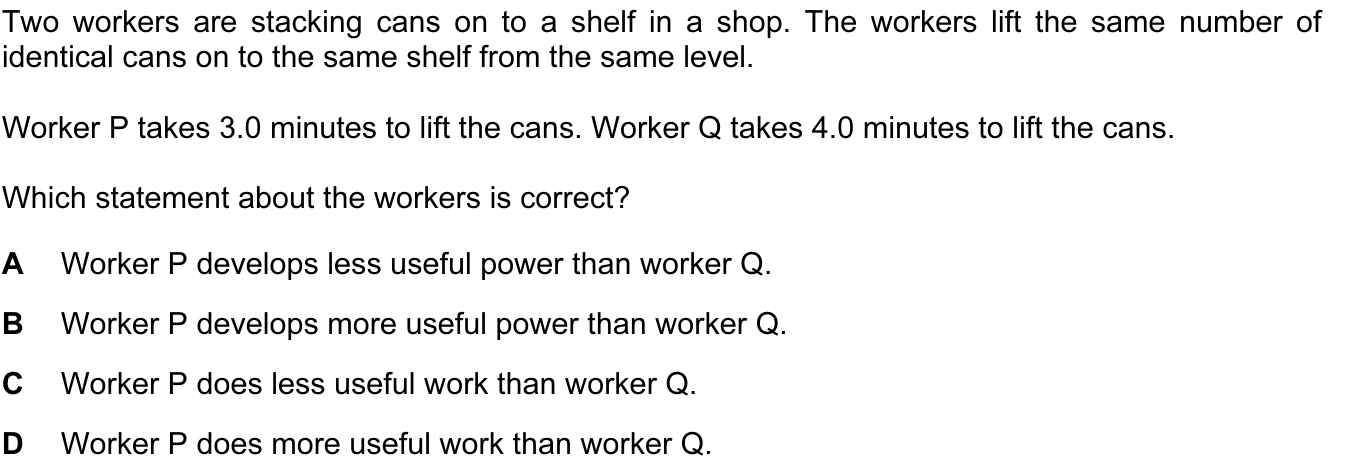 Two workers are stacking cans on to a shelf in a shop. The workers lift the same number of
identical cans on to the same shelf from the same level.
Worker P takes 3.0 minutes to lift the cans. Worker Q takes 4.0 minutes to lift the cans.
Which statement about the workers is correct?
A Worker P develops less useful power than worker Q.
B Worker P develops more useful power than worker Q.
C Worker P does less useful work than worker Q.
D Worker P does more useful work than worker Q.